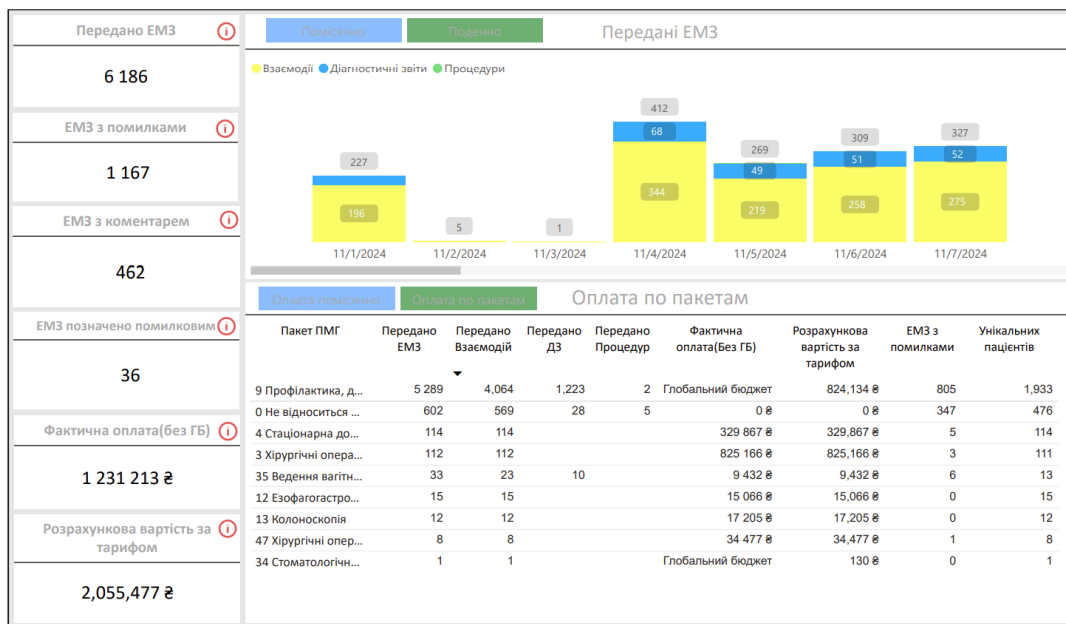 Передано ЕМЗ
6 186
ЕМЗ з помилками
1 167
ЕМЗ з коментарем
462
ЕМЗ позначено помилковим
36
Фактична оплата(без ГБ)
1 231 213 ₴
Розрахункова вартість за
тарифом
2,055,477 ₴
Помісячно Поденно Передані ЕМЗ
Взаємодії Діагностичні звіти Процедури
227
196
5
1
412
68
344
269
49
219
309
51
258
327
52
275
11/1/2024 11/2/2024 11/3/2024 11/4/2024 11/5/2024 11/6/2024 11/7/2024
Оплата помісячно Оплата по пакетам Оплата по пакетам
Пакет ПМГ Передано ЕМЗ Передано Взаємодій Передано ДЗ Передано Процедур Фактична оплата(Без ГБ) Розрахункова вартість за тарифом ЕМЗ з помилками Унікальних пацієнтів
9 Профілактика, д... 5 289 4,064 1,223 2 Глобальний бюджет 824,134 ₴ 805 1,933
0 Не відноситься ... 602 569 28 5 0 ₴ 0 ₴ 347 476
4 Стаціонарна до... 114 114 329 867 ₴ 329,867 ₴ 5 114
3 Хірургічні опера... 112 112 825 166 ₴ 825,166 ₴ 3 111
35 Ведення вагітн... 33 23 10 9 432 ₴ 9,432 ₴ 6 13
12 Езофагогастро... 15 15 15 066 ₴ 15,066 ₴ 0 15
13 Колоноскопія 12 12 17 205 ₴ 17,205 ₴ 0 12
47 Хірургічні опер... 8 8 34 477 ₴ 34,477 ₴ 1 8
34 Стоматологічн... 1 1 Глобальний бюджет 130 ₴ 0 1